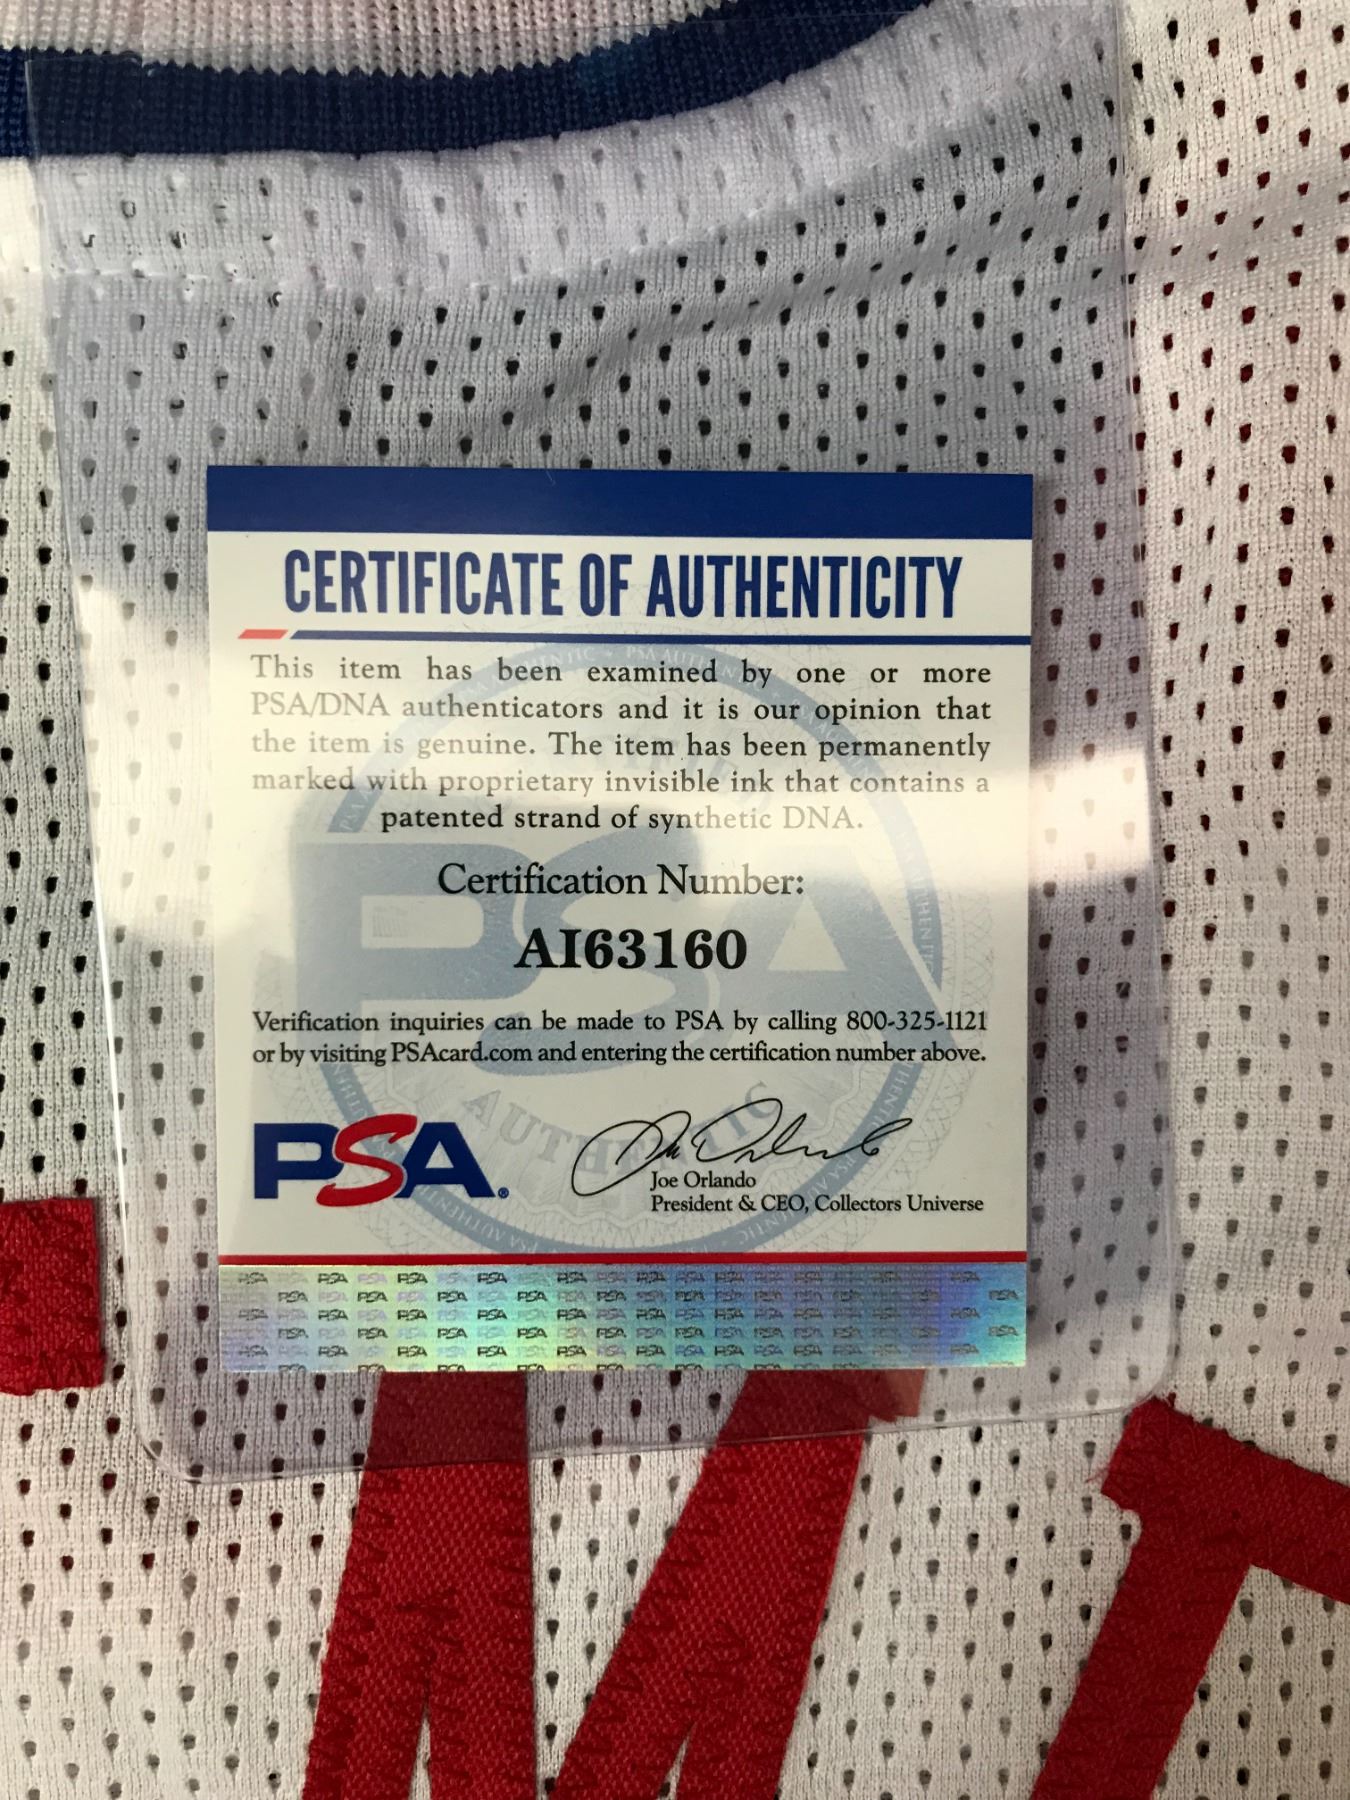 CERTIFICATE OF AUTHENTICITY
This item has been examined by one or more
PSA/DNA authenticators and it is our opinion that
the item is genuine. The item has been permanently
marked with proprietary invisible ink that contains a
patented strand of synthetic DNA.
Certification Number:
AI63160
Verification inquiries can be made to PSA by calling 800-325-1121
or by visiting PSAcard.com and entering the certification number above.
PSA
AUTHENTIC
PSA®
Joe Orlando
President & CEO, Collectors Universe